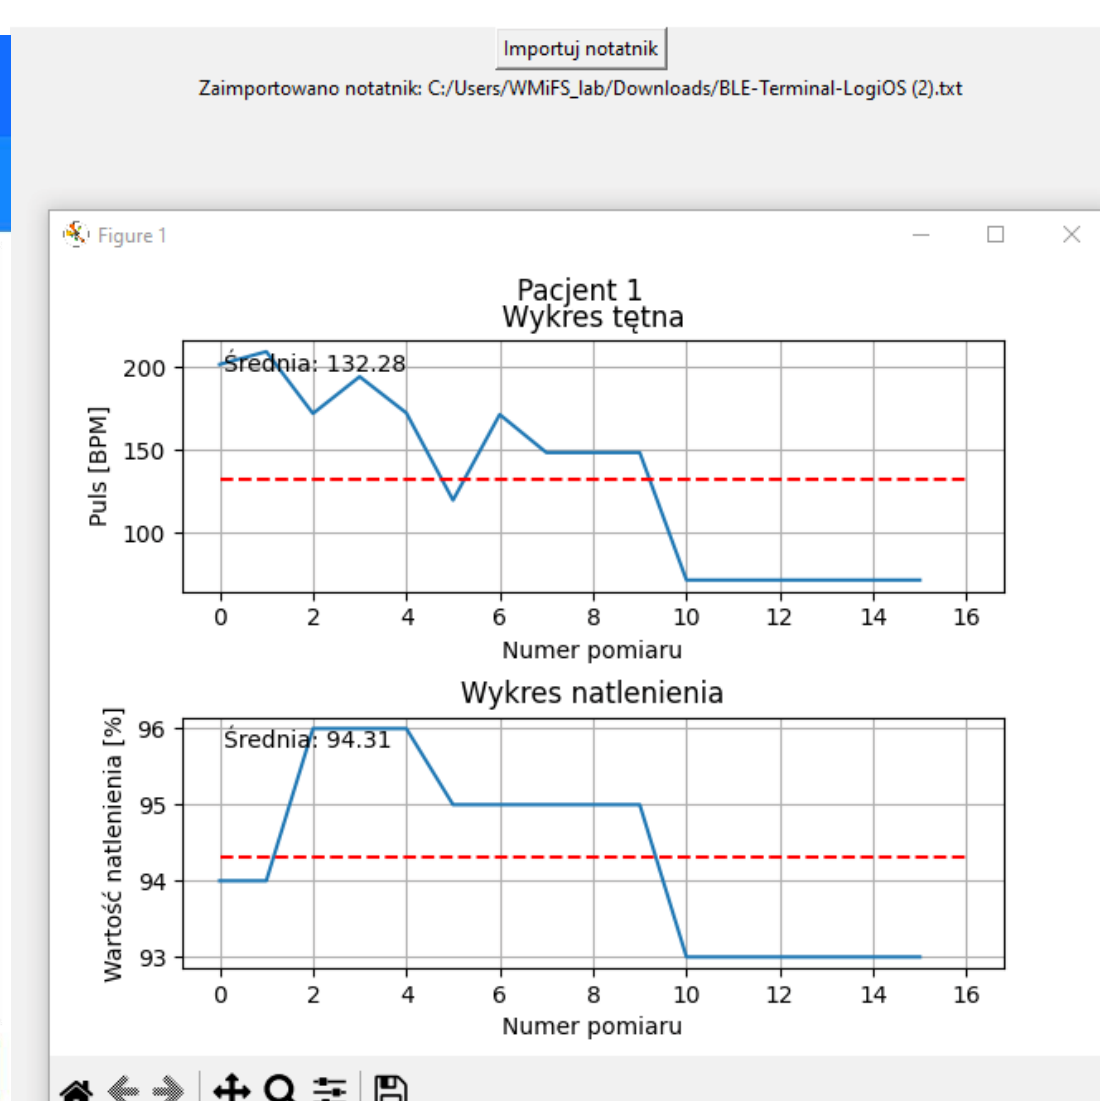 Importuj notatnik
Zaimportowano notatnik: C:/Users/WMiFS_lab/Downloads/BLE-Terminal-LogiOS (2).txt
Figure 1
Pacjent 1
Wykres tętna
Średnia: 132.28
200
150
100
Puls [BPM]
0 2 4 6 8 10 12 14 16
Numer pomiaru
Wykres natlenienia
Średnia: 94.31
96
95
94
93
Wartość natlenienia [%]
0 2 4 6 8 10 12 14 16
Numer pomiaru